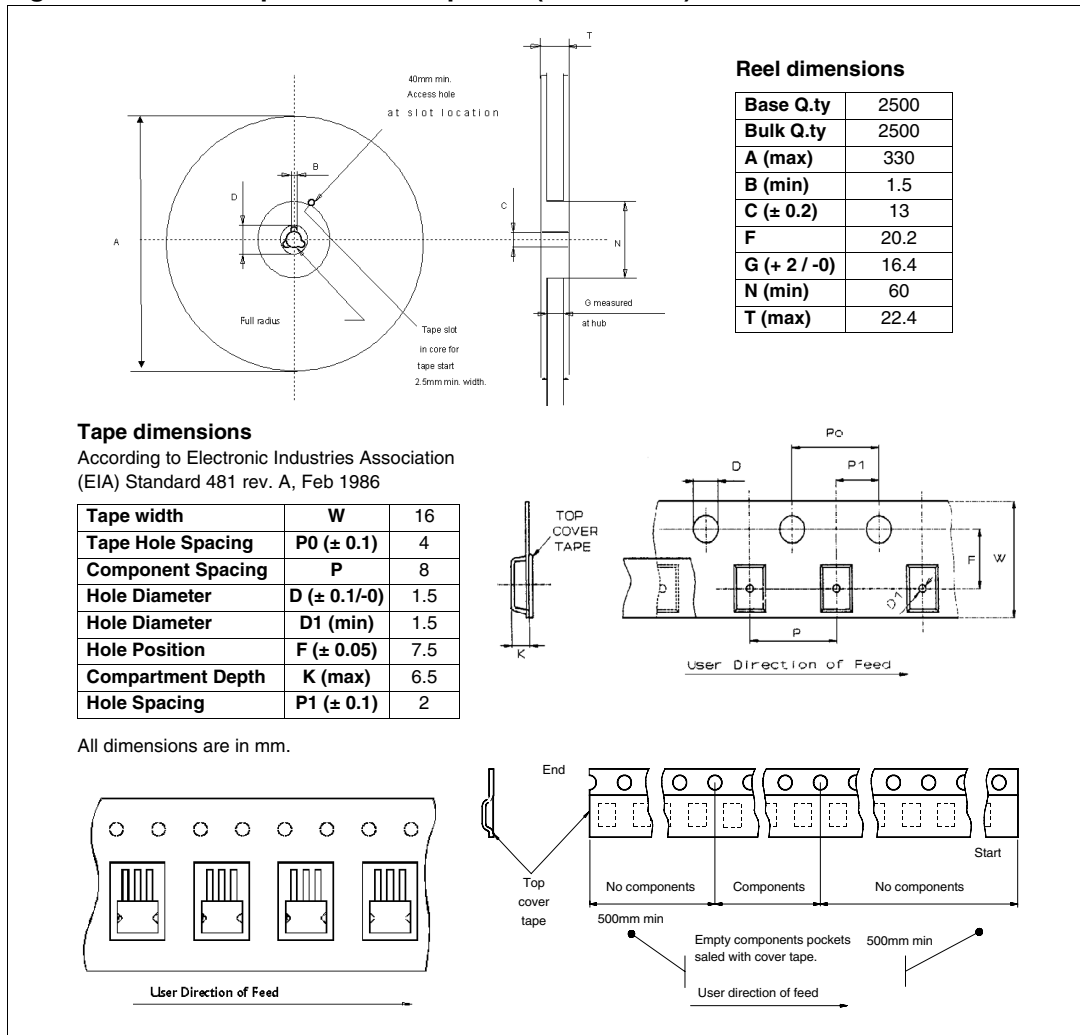 T
40mm min.
Access hole
at slot location
B
D
A
C
N
Full radius
Tape slot
in core for
tape start
2.5mm min. width.
G measured
at hub
Reel dimensions
Base Q.ty 2500
Bulk Q.ty 2500
A (max) 330
B (min) 1.5
C (± 0.2) 13
F 20.2
G (+ 2 / -0) 16.4
N (min) 60
T (max) 22.4
Tape dimensions
According to Electronic Industries Association
(EIA) Standard 481 rev. A, Feb 1986
Tape width W 16
Tape Hole Spacing P0 (± 0.1) 4
Component Spacing P 8
Hole Diameter D (± 0.1/-0) 1.5
Hole Diameter D1 (min) 1.5
Hole Position F (± 0.05) 7.5
Compartment Depth K (max) 6.5
Hole Spacing P1 (± 0.1) 2
All dimensions are in mm.
Po
D
P1
TOP
COVER
TAPE
F
W
D1
K
P
User Direction of Feed
User Direction of Feed
End
Start
Top
cover
tape
No components
Components
No components
500mm min
Empty components pockets
saled with cover tape.
500mm min
User direction of feed